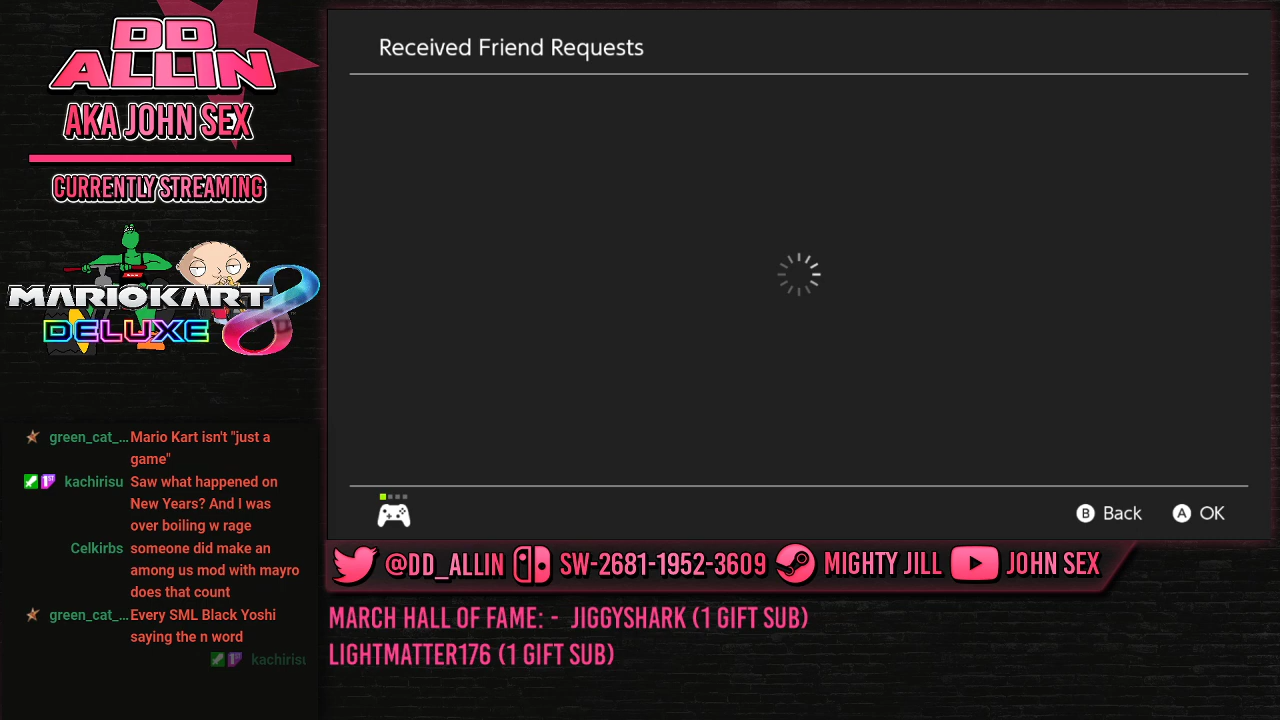 DD
ALLIN
AKA JOHN SEX
CURRENTLY STREAMING
MARIOKART 8
DELUXE
green_cat_... Mario Kart isn't "just a
game"
kachirisu Saw what happened on
New Years? And I was
over boiling w rage
Celkirbs someone did make an
among us mod with mayro
does that count
green_cat_... Every SML Black Yoshi
saying the n word
kachirisu
Received Friend Requests
B Back A OK
@DD_ALLIN SW-2681-1952-3609 MIGHTY JILL JOHN SEX
MARCH HALL OF FAME: - JIGGYSHARK (1 GIFT SUB)
LIGHTMATTER176 (1 GIFT SUB)